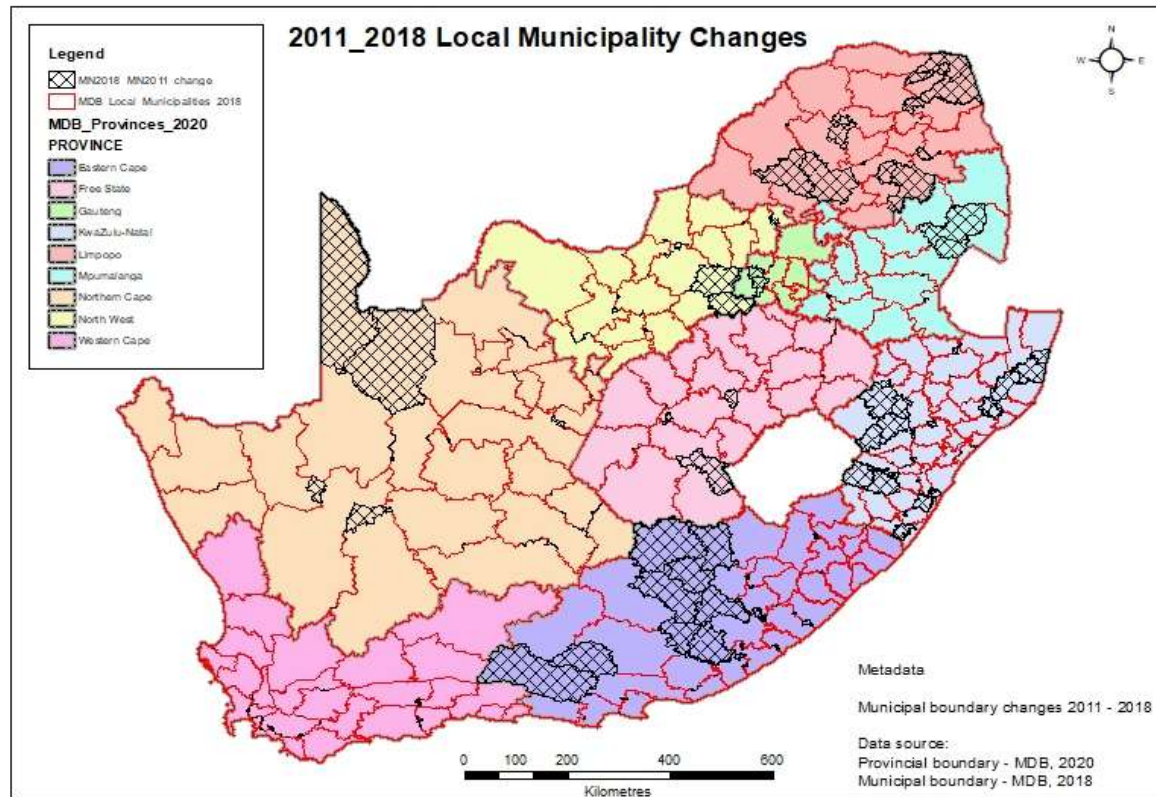 2011_2018 Local Municipality Changes
Legend
MN2018 MN2011 change
MDB Local Municipalities 2018
MDB_Provinces_2020
PROVINCE
Eastern Cape
Free State
Gauteng
KwaZulu-Natal
Limpopo
Mpumalanga
Northern Cape
North West
Western Cape
N
W
E
S
Metadata
Municipal boundary changes 2011 - 2018
Data source:
Provincial boundary - MDB, 2020
Municipal boundary - MDB, 2018
0 100 200 400 600
Kilometres